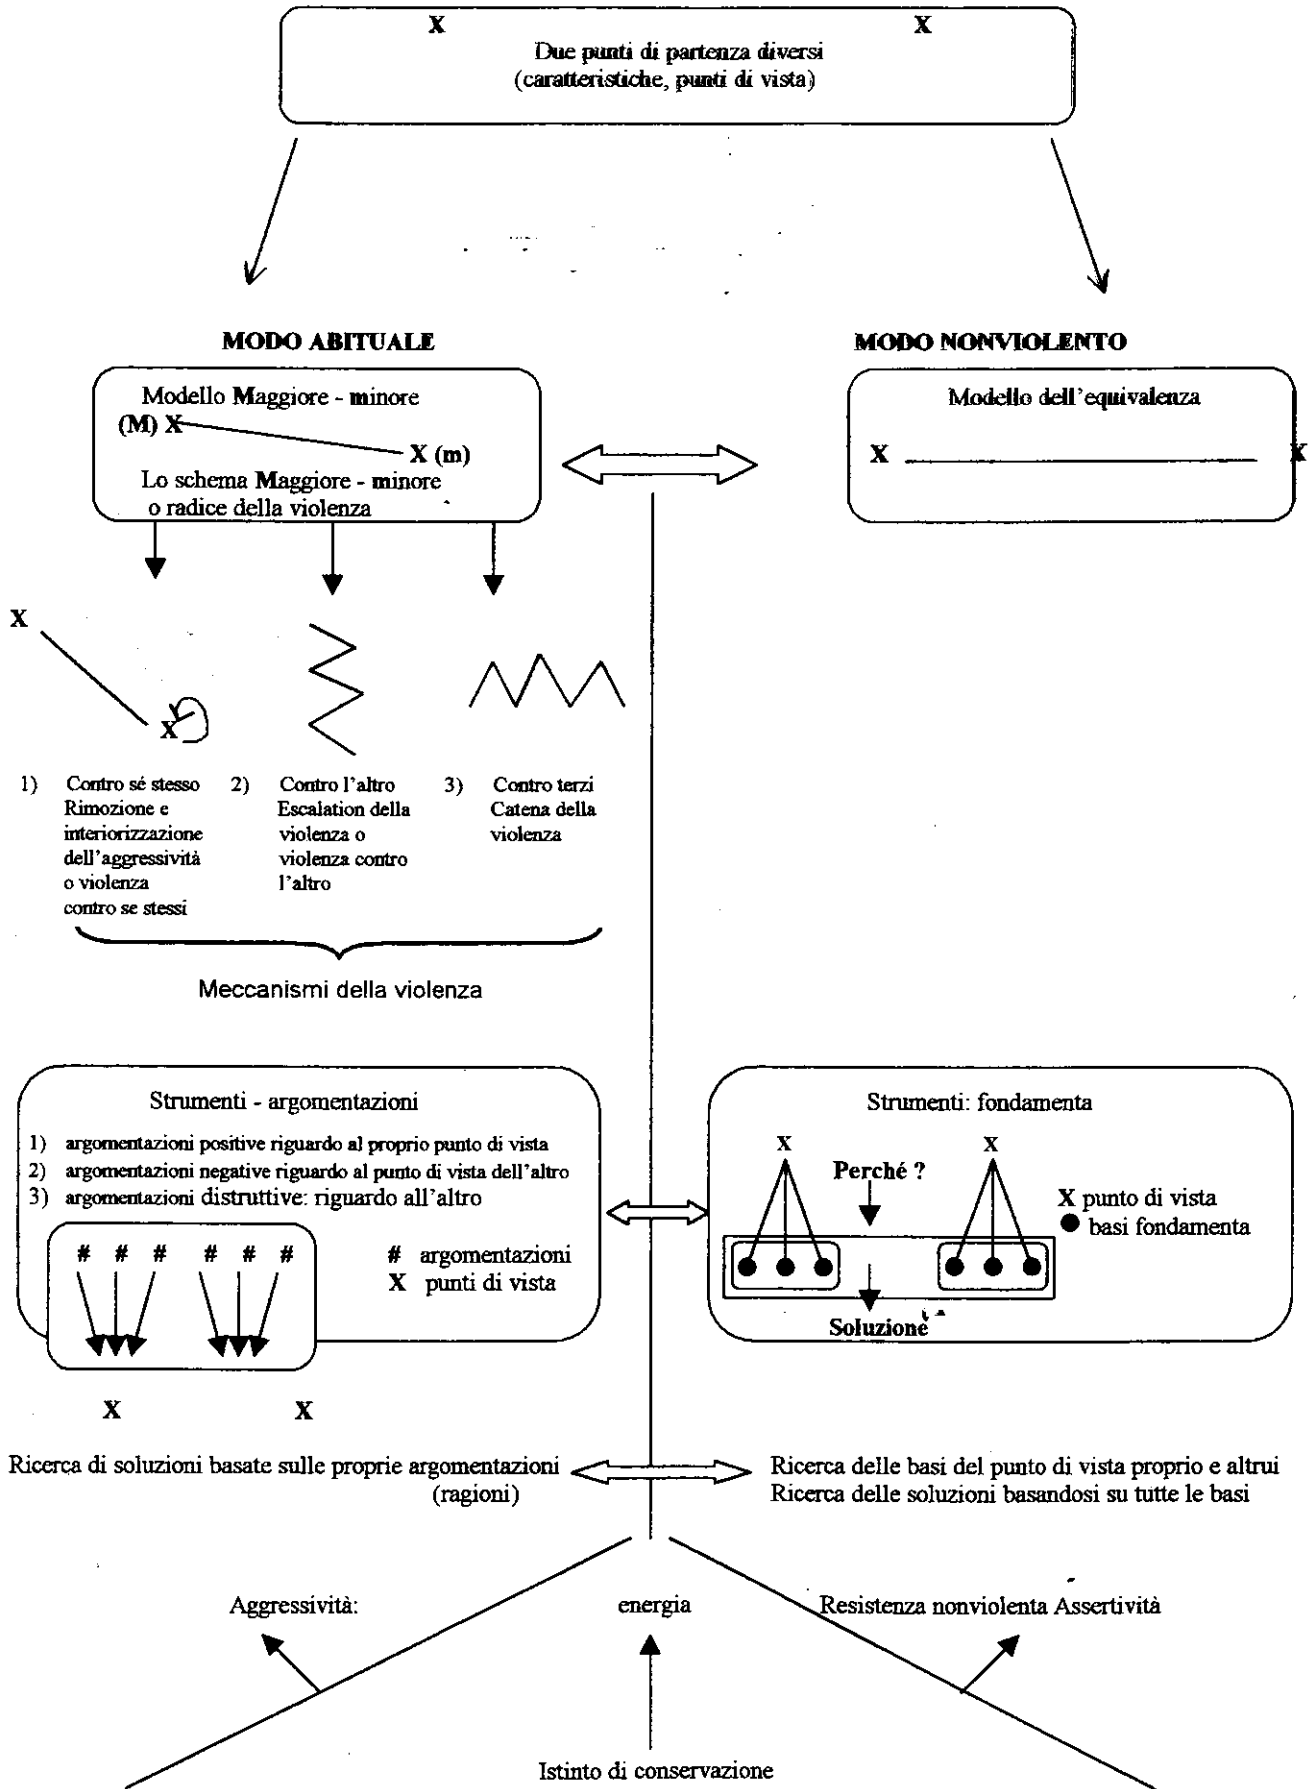 X X
Due punti di partenza diversi
(caratteristiche, punti di vista)
MODO ABITUALE
Modello Maggiore - minore
(M) X
X (m)
Lo schema Maggiore - minore
o radice della violenza
MODO NONVIOLENTO
Modello dell'equivalenza
X X
X
X
1) Contro sé stesso
Rimozione e
interiorizzazione
dell'aggressività
o violenza
contro se stessi
2) Contro l'altro
Escalation della
violenza o
violenza contro
l'altro
3) Contro terzi
Catena della
violenza
Meccanismi della violenza
Strumenti - argomentazioni
1) argomentazioni positive riguardo al proprio punto di vista
2) argomentazioni negative riguardo al punto di vista dell'altro
3) argomentazioni distruttive: riguardo all'altro
# # # # # #
# argomentazioni
X punti di vista
X X
Strumenti: fondamenta
X X
Perché ?
X punto di vista
● basi fondamenta
Soluzione
Ricerca di soluzioni basate sulle proprie argomentazioni
(ragioni)
Ricerca delle basi del punto di vista proprio e altrui
Ricerca delle soluzioni basandosi su tutte le basi
Aggressività:
energia
Resistenza nonviolenta Assertività
Istinto di conservazione